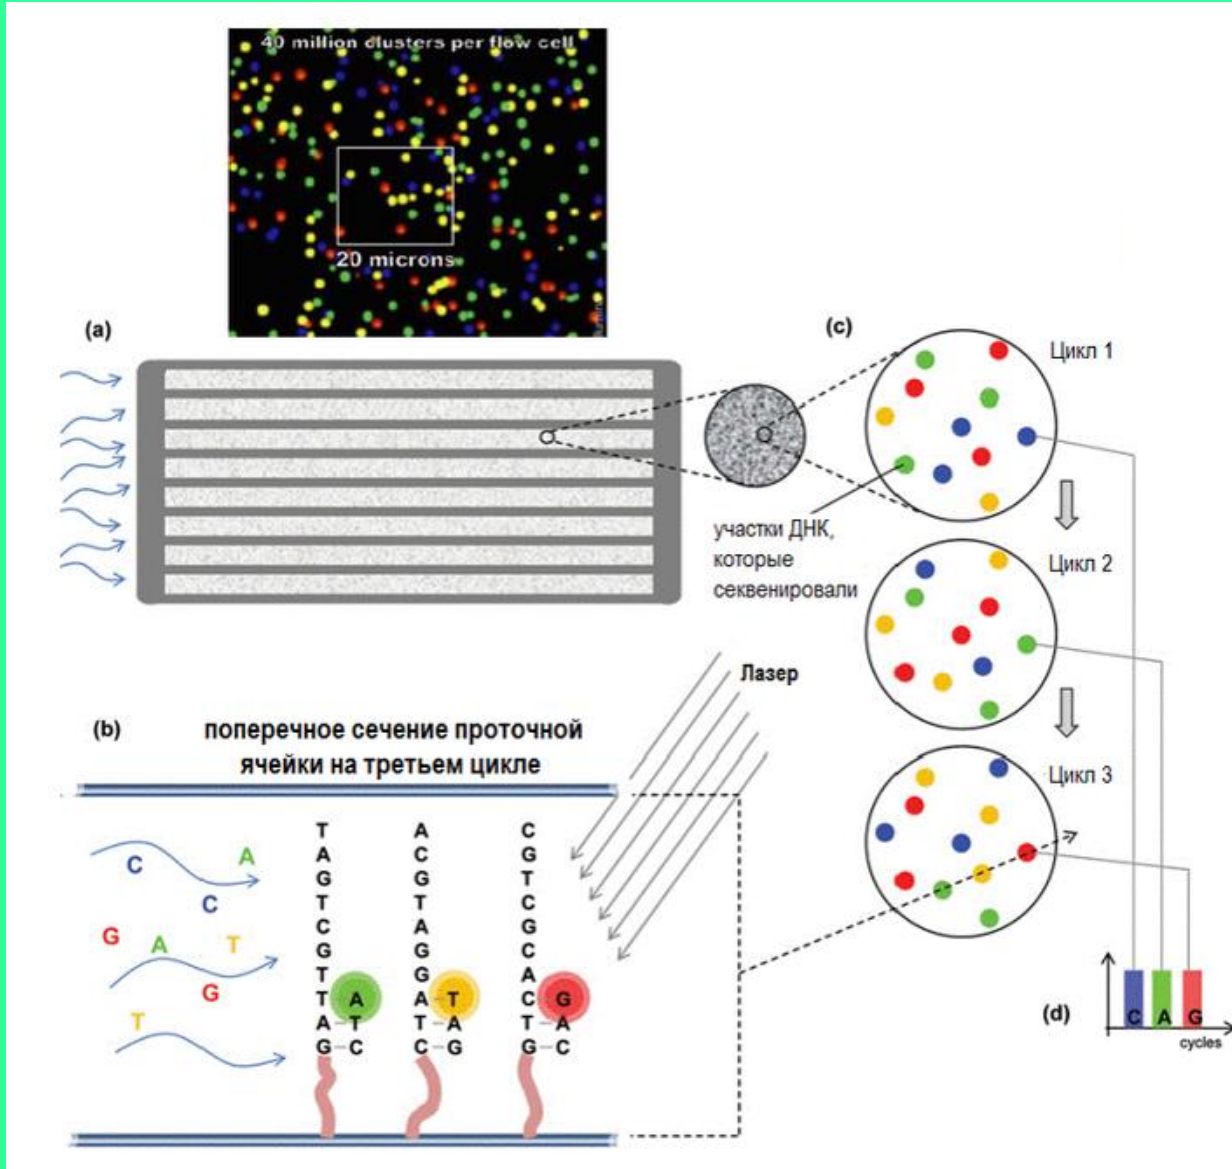 40 million clusters per flow cell
20 microns
(a)
(c)
Цикл 1
участки ДНК,
которые
секвенировали
Цикл 2
Лазер
(b)
поперечное сечение проточной
ячейки на третьем цикле
Цикл 3
T A C
A C G
G G T
T T C
C A G
G G C
T G A
T A A T C G
A T T A T A
G C C G G C
C
A
C
G
A
T
G
T
(d)
C A G
cycles